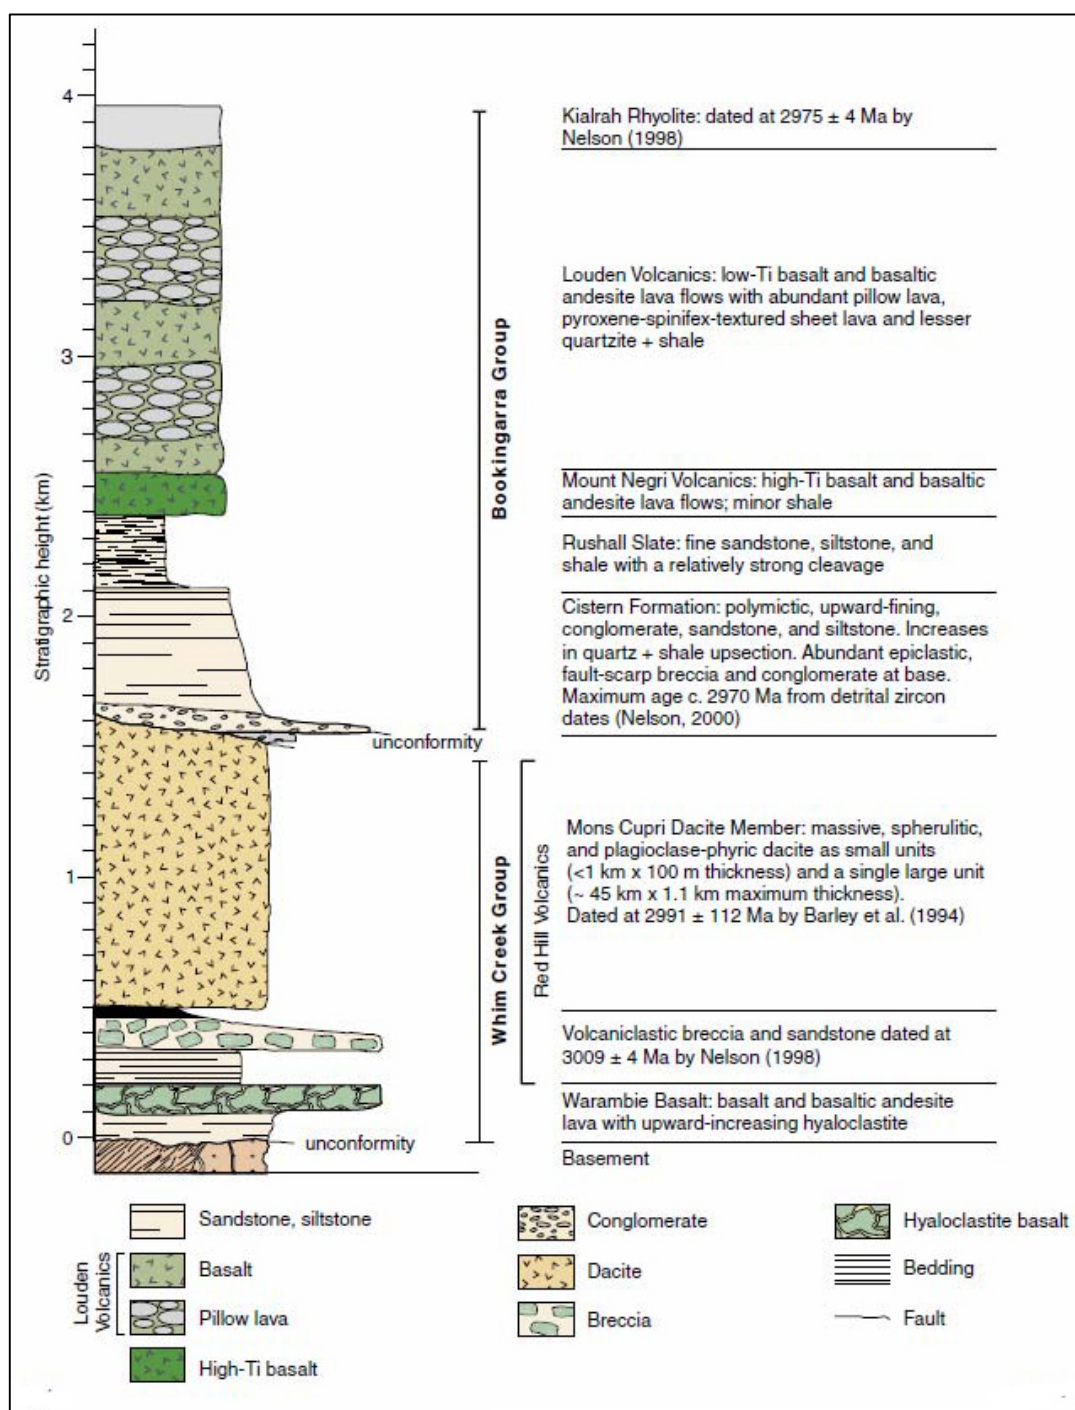 4
3
2
1
0
Stratigraphic height (km)
Bookingarra Group
Whim Creek Group
Red Hill Volcanics
unconformity
unconformity
Kialrah Rhyolite: dated at 2975 ± 4 Ma by
Nelson (1998)
Louden Volcanics: low-Ti basalt and basaltic
andesite lava flows with abundant pillow lava,
pyroxene-spinifex-textured sheet lava and lesser
quartzite + shale
Mount Negri Volcanics: high-Ti basalt and basaltic
andesite lava flows; minor shale
Rushall Slate: fine sandstone, siltstone, and
shale with a relatively strong cleavage
Cistern Formation: polymictic, upward-fining,
conglomerate, sandstone, and siltstone. Increases
in quartz + shale upsection. Abundant epiclastic,
fault-scarp breccia and conglomerate at base.
Maximum age c. 2970 Ma from detrital zircon
dates (Nelson, 2000)
Mons Cupri Dacite Member: massive, spherulitic,
and plagioclase-phyric dacite as small units
(<1 km x 100 m thickness) and a single large unit
(~ 45 km x 1.1 km maximum thickness).
Dated at 2991 ± 112 Ma by Barley et al. (1994)
Volcaniclastic breccia and sandstone dated at
3009 ± 4 Ma by Nelson (1998)
Warambie Basalt: basalt and basaltic andesite
lava with upward-increasing hyaloclastite
Basement
Sandstone, siltstone
Louden
Volcanics
Basalt
Pillow lava
High-Ti basalt
Conglomerate
Dacite
Breccia
Hyaloclastite basalt
Bedding
Fault